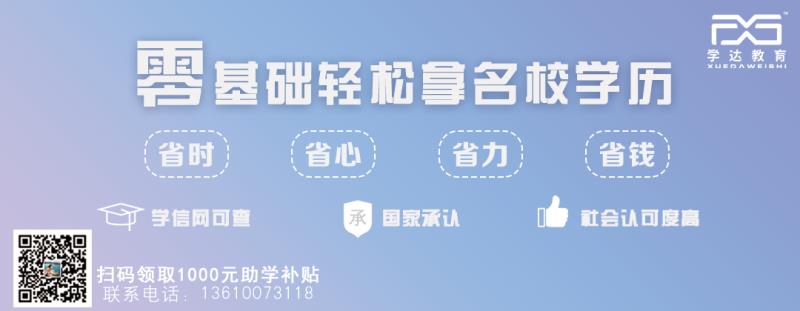 学达教育
XUEDAWEISHI
零基础轻松拿名校学历
省时 省心 省力 省钱
学信网可查 承 国家承认 社会认可度高
扫码领取1000元助学补贴
联系电话：13610073118